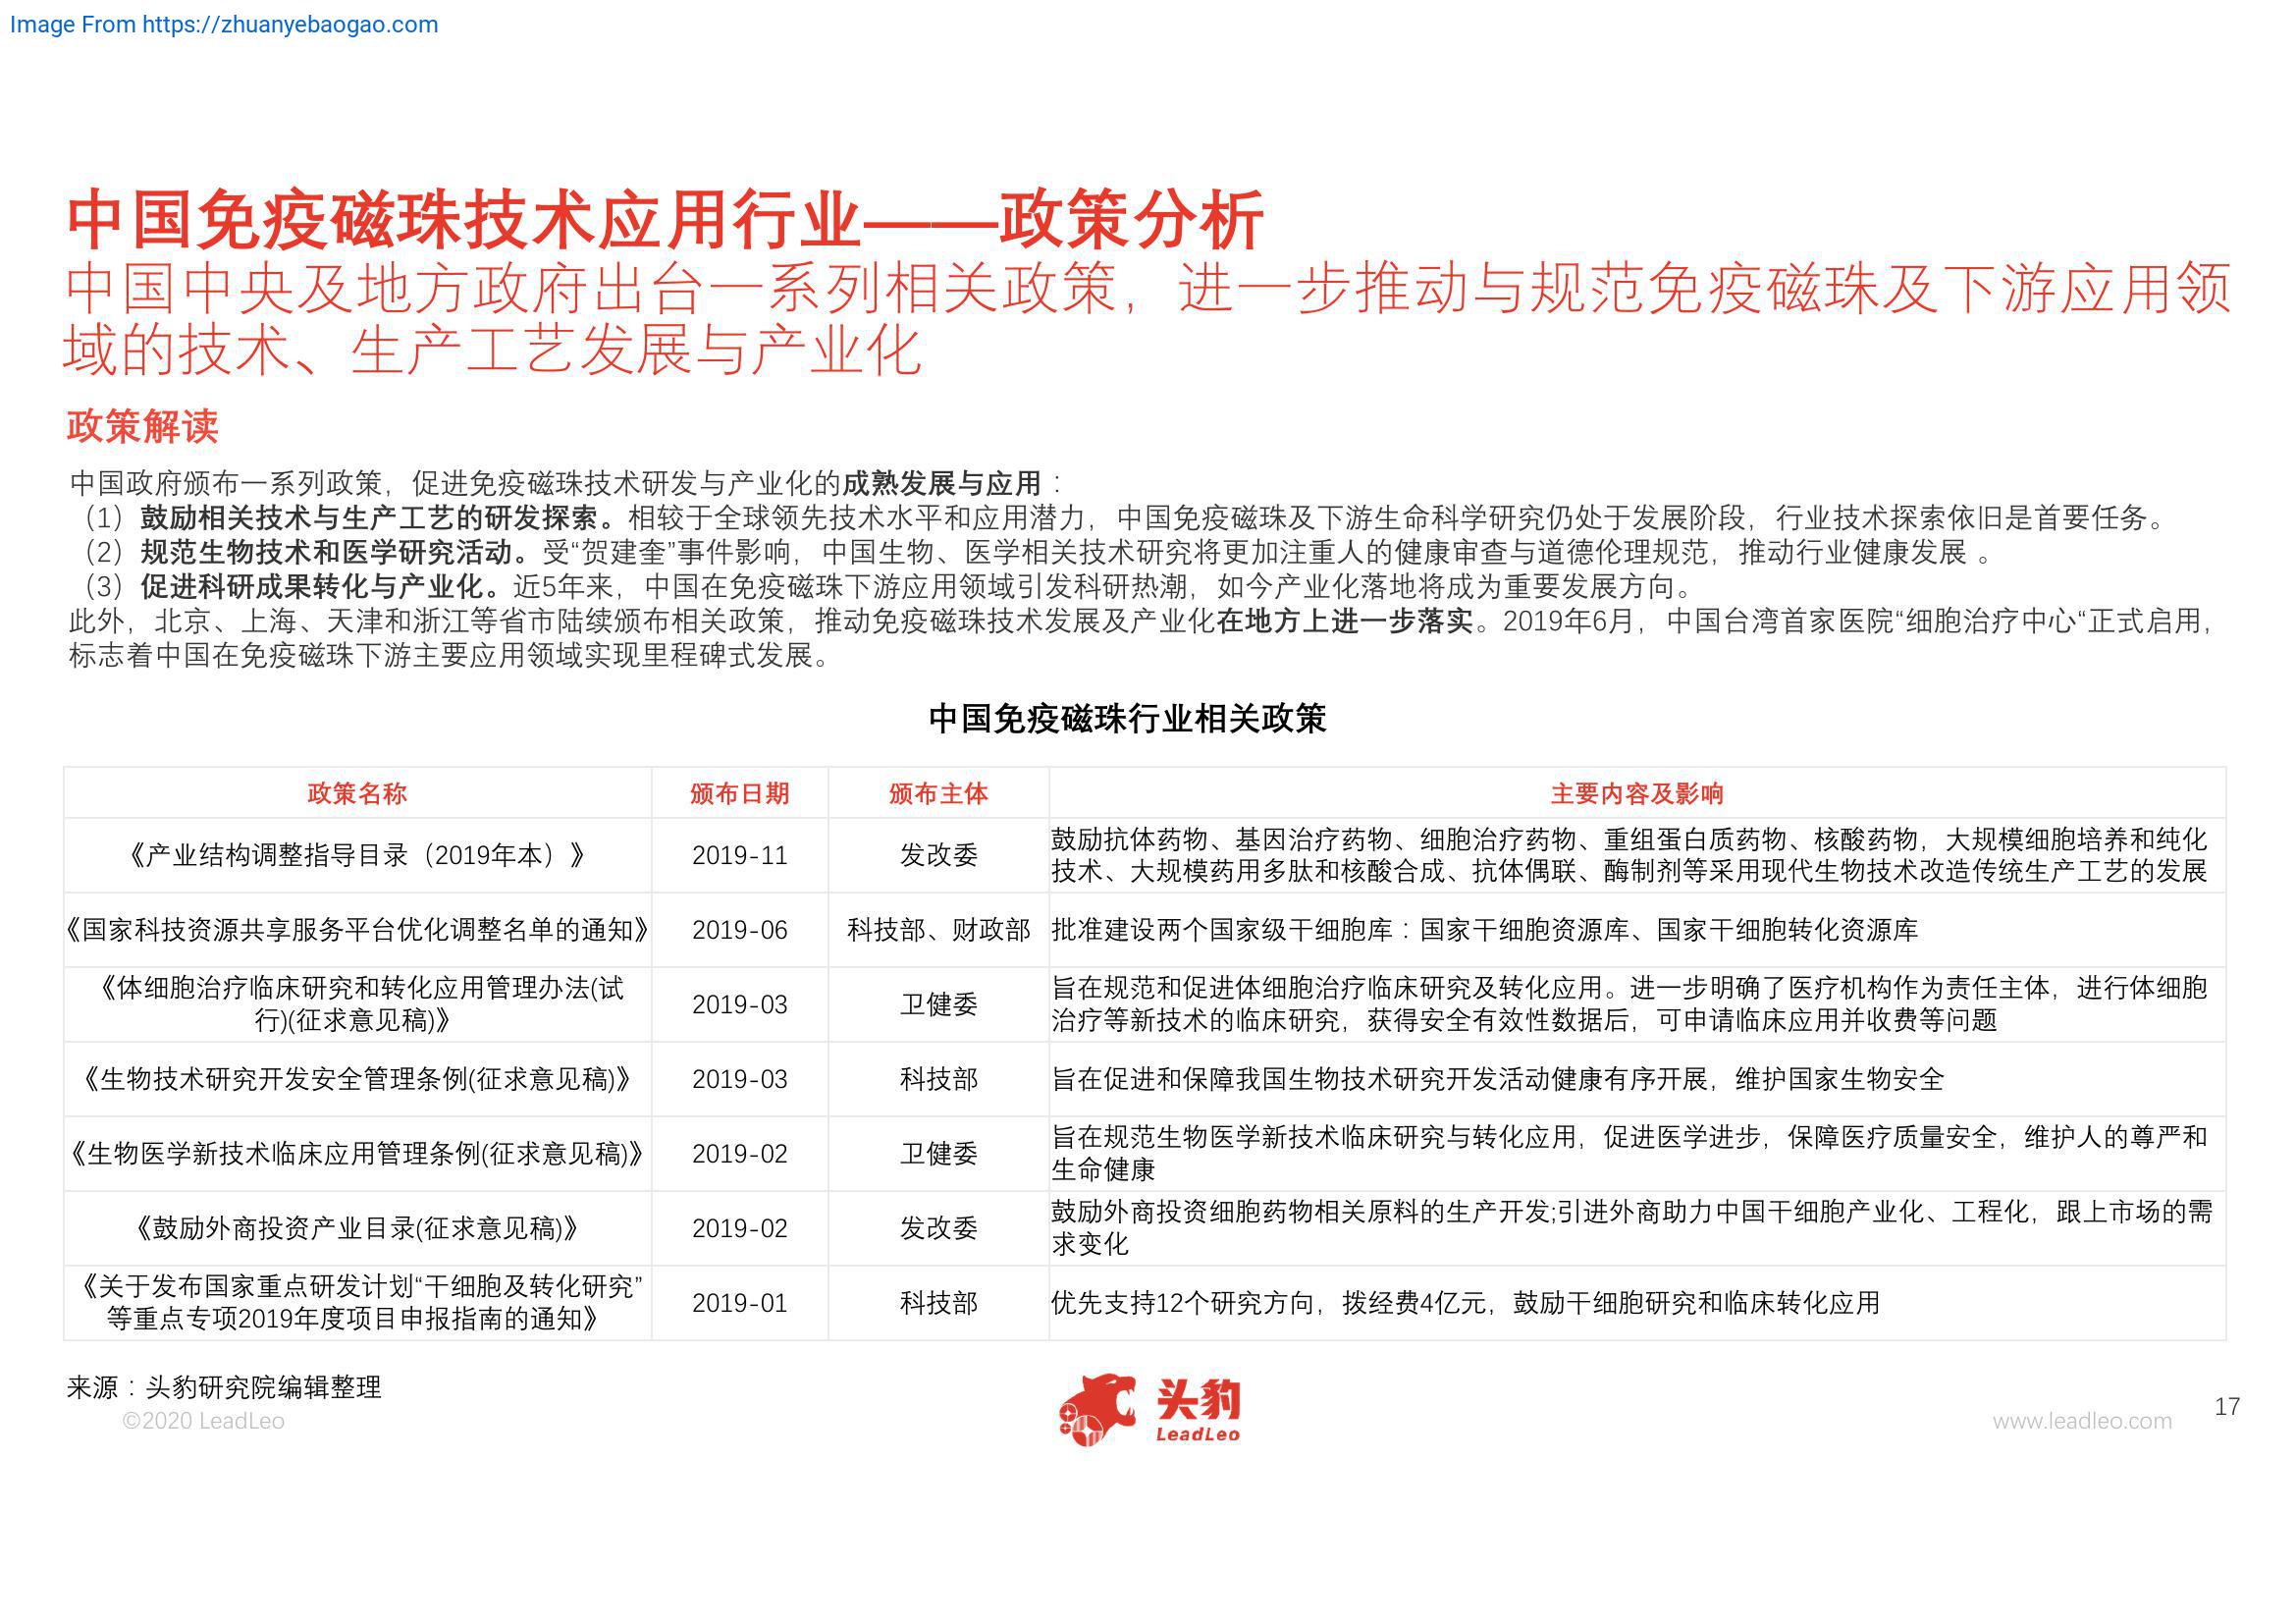 Image From https://zhuanyebaogao.com
中国免疫磁珠技术应用行业——政策分析
中国中央及地方政府出台一系列相关政策，进一步推动与规范免疫磁珠及下游应用领
域的技术、生产工艺发展与产业化
政策解读
中国政府颁布一系列政策，促进免疫磁珠技术研发与产业化的成熟发展与应用：
（1）鼓励相关技术与生产工艺的研发探索。相较于全球领先技术水平和应用潜力，中国免疫磁珠及下游生命科学研究仍处于发展阶段，行业技术探索依旧是首要任务。
（2）规范生物技术和医学研究活动。受“贺建奎”事件影响，中国生物、医学相关技术研究将更加注重人的健康审查与道德伦理规范，推动行业健康发展 。
（3）促进科研成果转化与产业化。近5年来，中国在免疫磁珠下游应用领域引发科研热潮，如今产业化落地将成为重要发展方向。
此外，北京、上海、天津和浙江等省市陆续颁布相关政策，推动免疫磁珠技术发展及产业化在地方上进一步落实。2019年6月，中国台湾首家医院“细胞治疗中心“正式启用，
标志着中国在免疫磁珠下游主要应用领域实现里程碑式发展。
中国免疫磁珠行业相关政策
政策名称 颁布日期 颁布主体 主要内容及影响
《产业结构调整指导目录（2019年本）》 2019-11 发改委 鼓励抗体药物、基因治疗药物、细胞治疗药物、重组蛋白质药物、核酸药物，大规模细胞培养和纯化
技术、大规模药用多肽和核酸合成、抗体偶联、酶制剂等采用现代生物技术改造传统生产工艺的发展
《国家科技资源共享服务平台优化调整名单的通知》 2019-06 科技部、财政部 批准建设两个国家级干细胞库：国家干细胞资源库、国家干细胞转化资源库
《体细胞治疗临床研究和转化应用管理办法(试
行)(征求意见稿)》 2019-03 卫健委 旨在规范和促进体细胞治疗临床研究及转化应用。进一步明确了医疗机构作为责任主体，进行体细胞
治疗等新技术的临床研究，获得安全有效性数据后，可申请临床应用并收费等问题
《生物技术研究开发安全管理条例(征求意见稿)》 2019-03 科技部 旨在促进和保障我国生物技术研究开发活动健康有序开展，维护国家生物安全
《生物医学新技术临床应用管理条例(征求意见稿)》 2019-02 卫健委 旨在规范生物医学新技术临床研究与转化应用，促进医学进步，保障医疗质量安全，维护人的尊严和
生命健康
《鼓励外商投资产业目录(征求意见稿)》 2019-02 发改委 鼓励外商投资细胞药物相关原料的生产开发;引进外商助力中国干细胞产业化、工程化，跟上市场的需
求变化
《关于发布国家重点研发计划“干细胞及转化研究”
等重点专项2019年度项目申报指南的通知》 2019-01 科技部 优先支持12个研究方向，拨经费4亿元，鼓励干细胞研究和临床转化应用
来源：头豹研究院编辑整理
©2020 LeadLeo
头豹
LeadLeo
www.leadleo.com
17